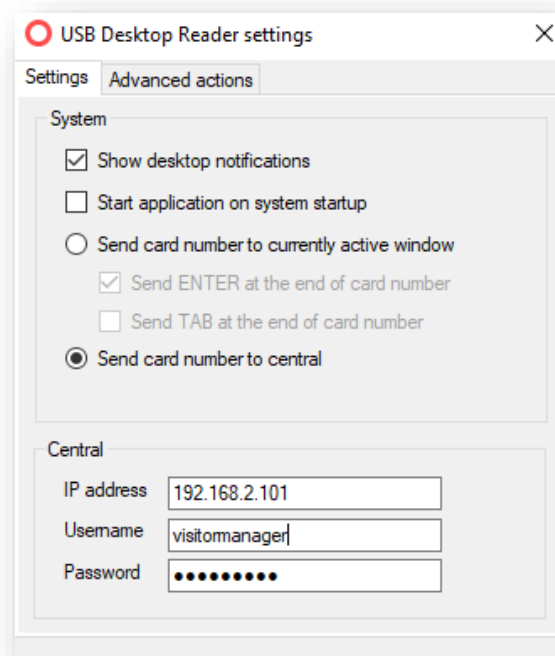 USB Desktop Reader settings
Settings Advanced actions
System
Show desktop notifications
Start application on system startup
Send card number to currently active window
Send ENTER at the end of card number
Send TAB at the end of card number
Send card number to central
Central
IP address 192.168.2.101
Username visitormanager
Password ●●●●●●●●●